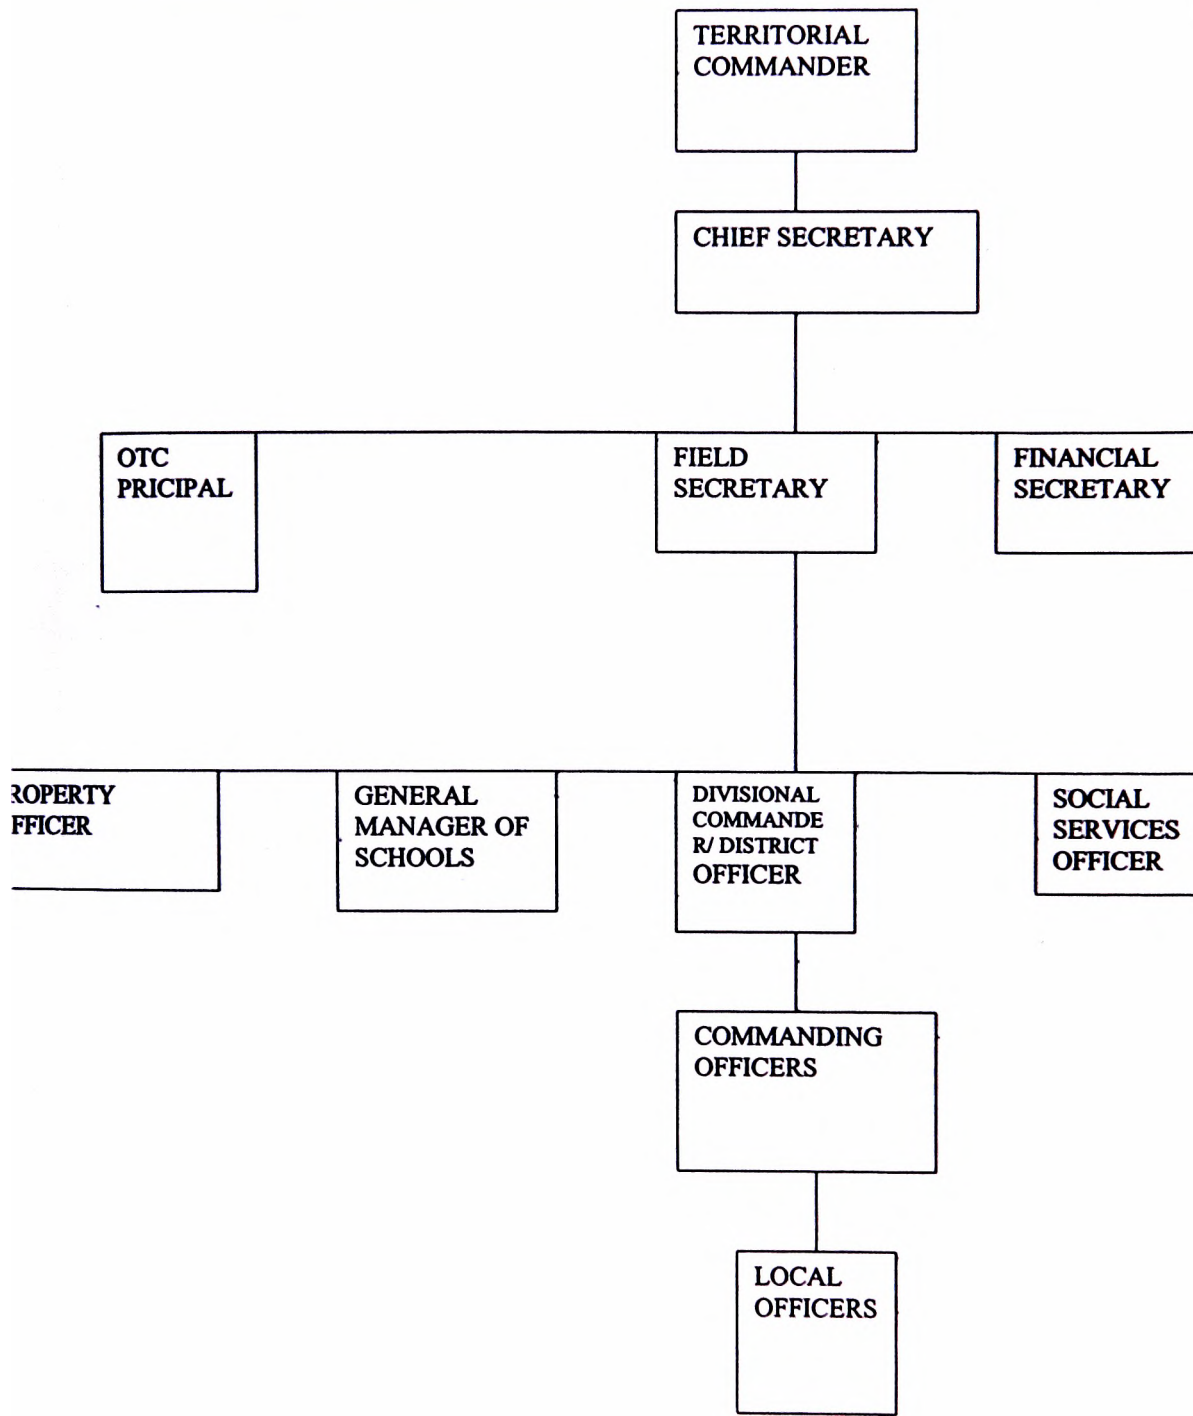 TERRITORIAL
COMMANDER
CHIEF SECRETARY
OTC
PRICIPAL
FIELD
SECRETARY
FINANCIAL
SECRETARY
ROPERTY
FFICER
GENERAL
MANAGER OF
SCHOOLS
DIVISIONAL
COMMANDE
R/ DISTRICT
OFFICER
SOCIAL
SERVICES
OFFICER
COMMANDING
OFFICERS
LOCAL
OFFICERS